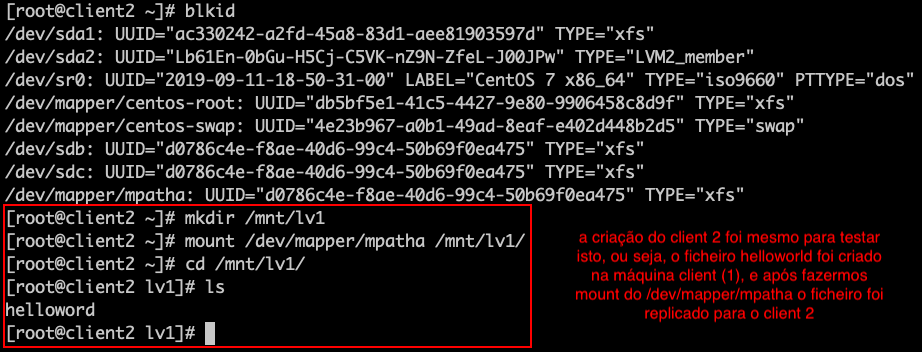 [root@client2 ~]# blkid
/dev/sda1: UUID="ac330242-a2fd-45a8-83d1-aee81903597d" TYPE="xfs"
/dev/sda2: UUID="Lb61En-0bGu-H5Cj-C5VK-nZ9N-ZfeL-J00JPw" TYPE="LVM2_member"
/dev/sr0: UUID="2019-09-11-18-50-31-00" LABEL="CentOS 7 x86_64" TYPE="iso9660" PTTYPE="dos"
/dev/mapper/centos-root: UUID="db5bf5e1-41c5-4427-9e80-9906458c8d9f" TYPE="xfs"
/dev/mapper/centos-swap: UUID="4e23b967-a0b1-49ad-8eaf-e402d448b2d5" TYPE="swap"
/dev/sdb: UUID="d0786c4e-f8ae-40d6-99c4-50b69f0ea475" TYPE="xfs"
/dev/sdc: UUID="d0786c4e-f8ae-40d6-99c4-50b69f0ea475" TYPE="xfs"
/dev/mapper/mpatha: UUID="d0786c4e-f8ae-40d6-99c4-50b69f0ea475" TYPE="xfs"
[root@client2 ~]# mkdir /mnt/lv1
[root@client2 ~]# mount /dev/mapper/mpatha /mnt/lv1/
[root@client2 ~]# cd /mnt/lv1/
[root@client2 lv1]# ls
helloword
[root@client2 lv1]#
a criação do client 2 foi mesmo para testar
isto, ou seja, o ficheiro helloworld foi criado
na máquina client (1), e após fazermos
mount do /dev/mapper/mpatha o ficheiro foi
replicado para o client 2